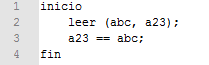 1 inicio
2     leer (abc, a23);
3     a23 == abc;
4 fin